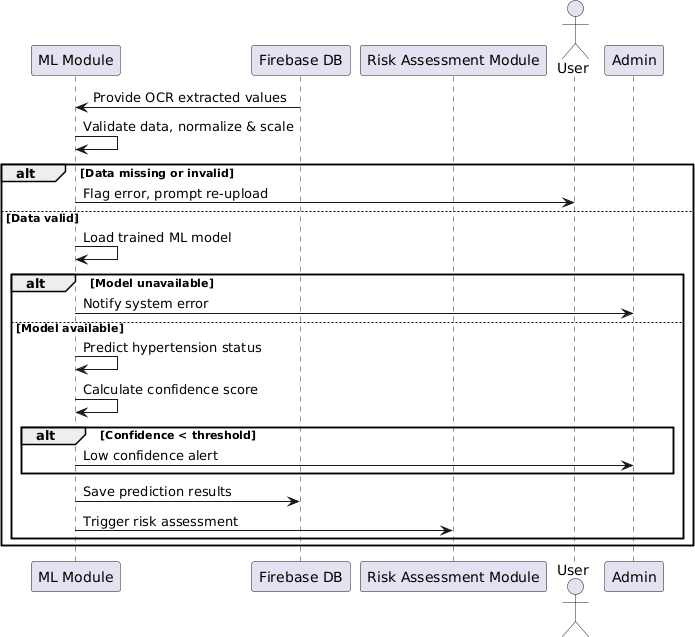 User
ML Module
Firebase DB
Risk Assessment Module
Admin
Provide OCR extracted values
Validate data, normalize & scale
alt
[Data missing or invalid]
Flag error, prompt re-upload
[Data valid]
Load trained ML model
alt
[Model unavailable]
Notify system error
[Model available]
Predict hypertension status
Calculate confidence score
alt
[Confidence < threshold]
Low confidence alert
Save prediction results
Trigger risk assessment
ML Module
Firebase DB
Risk Assessment Module
User
Admin